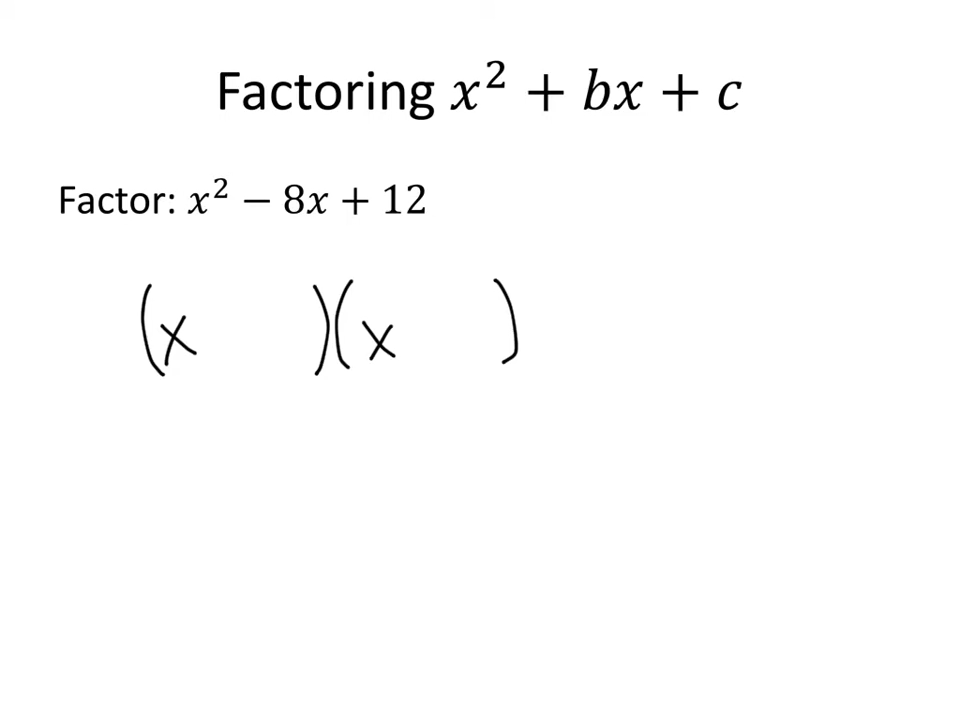 Factoring 𝑥² + 𝑏𝑥 + 𝑐
Factor: 𝑥² − 8𝑥 + 12
(x )(x )